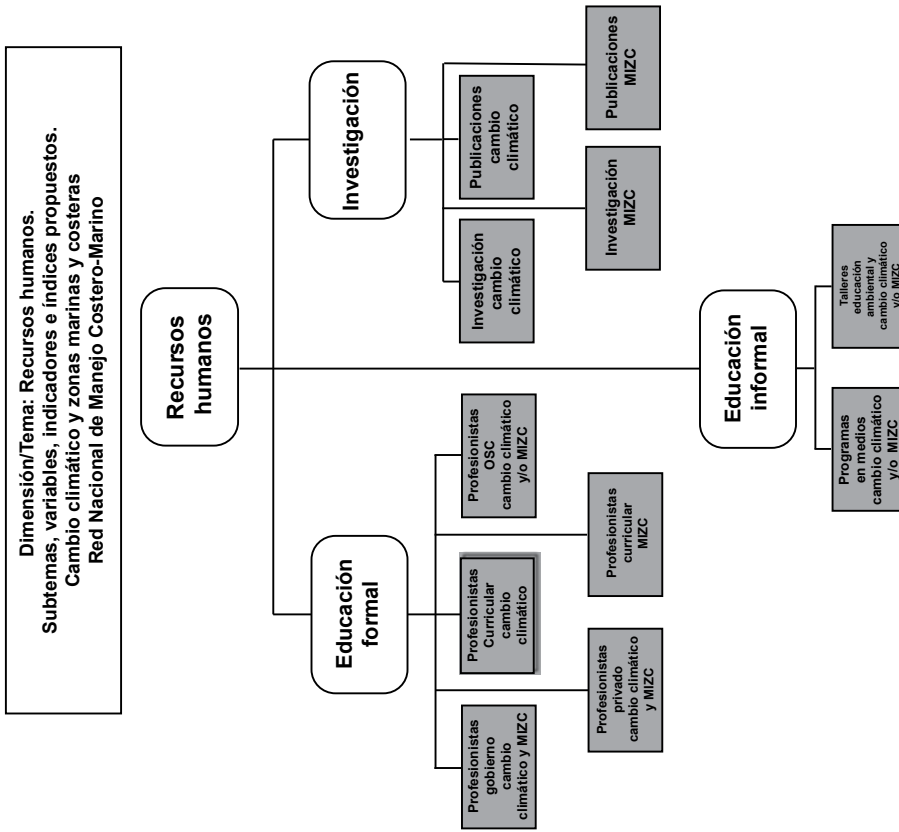 Dimensión/Tema: Recursos humanos.
Subtemas, variables, indicadores e índices propuestos.
Cambio climático y zonas marinas y costeras
Red Nacional de Manejo Costero-Marino
Recursos
humanos
Educación
formal
Profesionistas
gobierno
cambio
climático y MIZC
Profesionistas
privado
cambio climático
y MIZC
Profesionistas
Curricular
cambio
climático
Profesionistas
curricular
MIZC
Profesionistas
OSC
cambio climático
y/o MIZC
Investigación
Investigación
cambio
climático
Investigación
MIZC
Publicaciones
cambio
climático
Publicaciones
MIZC
Educación
informal
Programas
en medios
cambio climático
y/o MIZC
Talleres
educación
ambiental y
cambio climático
y/o MIZC